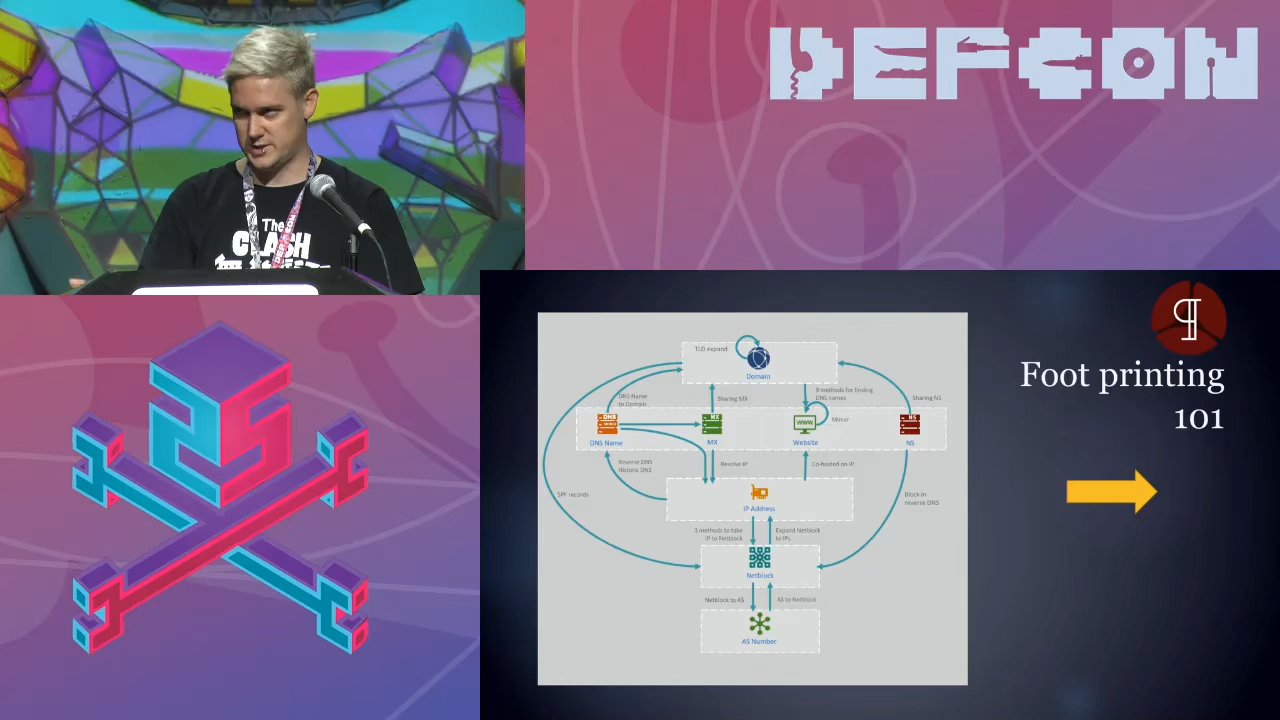 DEFCON
The
CLASH
¶
Foot printing
101
TLD expand
Domain
DNS Name
to Domain
Sharing MX
9 methods for finding
DNS names
Sharing NS
Mirror
DNS
MX
WWW
NS
DNS Name
MX
Website
NS
Reverse DNS
Historic DNS
Resolve IP
Co-hosted on IP
SPF records
IP Address
Block in
reverse DNS
3 methods to take
IP to Netblock
Expand Netblock
to IPs
Netblock
Netblock to AS
AS to Netblock
AS Number